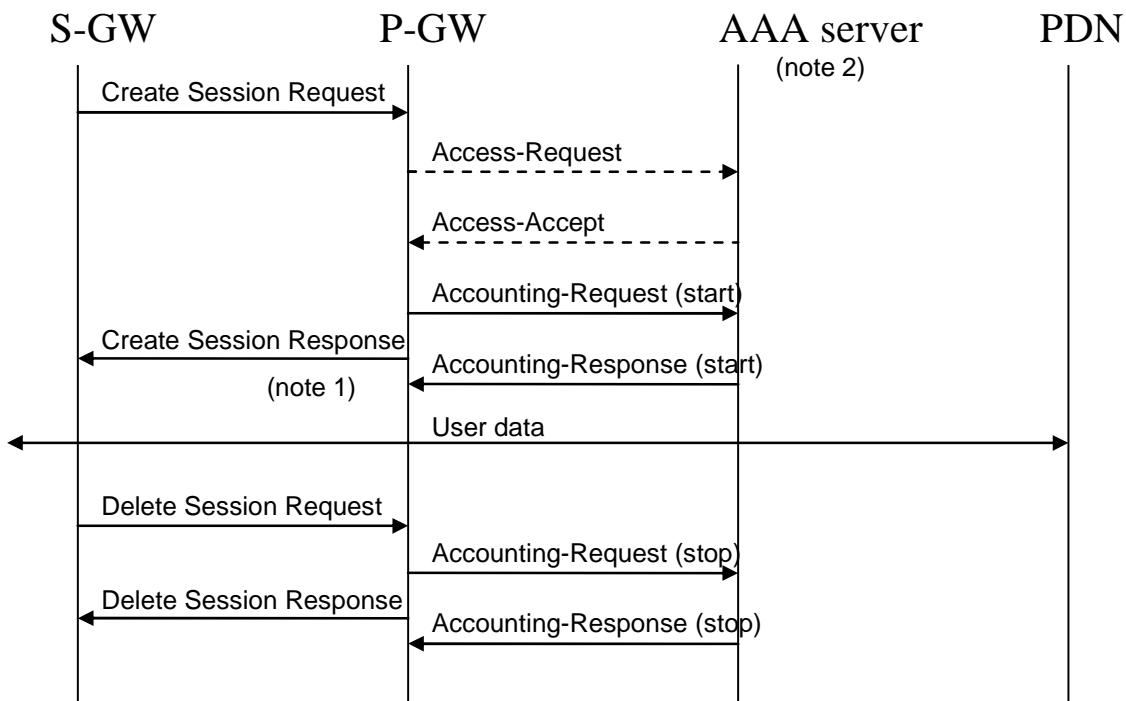 S-GW P-GW AAA server PDN
(note 2)
Create Session Request
Access-Request
Access-Accept
Accounting-Request (start)
Create Session Response
Accounting-Response (start)
(note 1)
User data
Delete Session Request
Accounting-Request (stop)
Delete Session Response
Accounting-Response (stop)